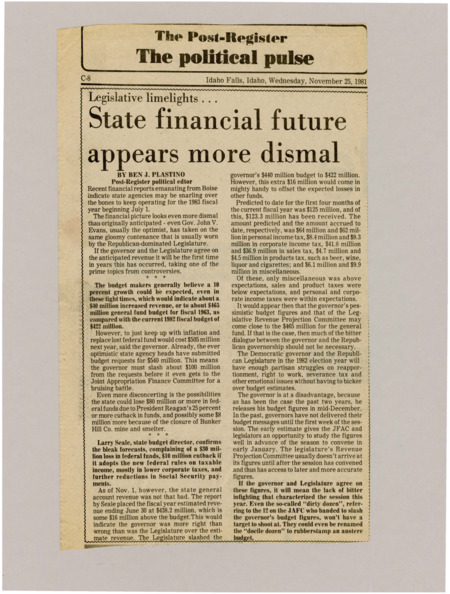 The Post-Register
The political pulse
C-8
Idaho Falls, Idaho, Wednesday, November 25, 1981
Legislative limelights . . .
State financial future
appears more dismal
BY BEN J. PLASTINO
Post-Register political editor
Recent financial reports emanating from Boise
indicate state agencies may be snarling over
the bones to keep operating for the 1983 fiscal
year beginning July 1.
The financial picture looks even more dismal
than originally anticipated - even Gov. John V.
Evans, usually the optimist, has taken on the
same gloomy countenance that is usually worn
by the Republican-dominated Legislature.
If the governor and the Legislature agree on
the anticipated revenue it will be the first time
in years this has occurred, taking one of the
prime topics from controversies.
* * *
The budget makers generally believe a 10
percent growth could be expected, even in
these tight times, which would indicate about a
$40 million increased revenue, or to about $465
million general fund budget for fiscal 1983, as
compared with the current 1982 fiscal budget of
$422 million.
However, to just keep up with inflation and
replace lost federal fund would cost $505 million
next year, said the governor. Already, the ever
optimistic state agency heads have submitted
budget requests for $540 million. This means
the governor must slash about $100 million
from the requests before it even gets to the
Joint Appropriation Finance Committee for a
bruising battle.
Even more disconcerting is the possibilities
the state could lose $80 million or more in fed-
eral funds due to President Reagan's 25 percent
or more cutback in funds, and possibly some $8
million more because of the closure of Bunker
Hill Co. mine and smelter.
* * *
Larry Seale, state budget director, confirms
the bleak forecasts, complaining of a $30 mil-
lion loss in federal funds, $10 million cutback if
it adopts the new federal rules on taxable
income, mostly in lower corporate taxes, and
further reductions in Social Security pay-
ments.
As of Nov. 1, however, the state general
account revenue was not that bad. The report
by Seale placed the fiscal year estimated reve-
nue ending June 30 at $438.2 million, which is
some $16 million above the budget.This would
indicate the governor was more right than
wrong than was the Legislature over the esti-
mate revenue. The Legislature slashed the
governor's $440 million budget to $422 million.
However, this extra $16 million would come in
mighty handy to offset the expected losses in
other funds.
Predicted to date for the first four months of
the current fiscal year was $125 million, and of
this, $123.3 million has been received. The
amount predicted and the amount accrued to
date, respectively, was $64 million and $62 mil-
lion in personal income tax, $8.4 million and $9.3
million in corporate income tax, $41.8 million
and $36.9 million in sales tax, $4.7 million and
$4.5 million in products tax, such as beer, wine,
liquor and cigarettes; and $6.1 million and $9.9
million in miscellaneous.
Of these, only miscellaneous was above
expectations, sales and product taxes were
below expectations, and personal and corpo-
rate income taxes were within expectations.
It would appear then that the governor's pes-
simistic budget figures and that of the Leg-
islative Revenue Projection Committee may
come close to the $465 million for the general
fund. If that is the case, then much of the bitter
dialogue between the governor and the Repub-
lican governorship should not be necessary.
The Democratic governor and the Republi-
can Legislature in the 1982 election year will
have enough partisan struggles on reappor-
tionment, right to work, severance tax and
other emotional issues without having to bicker
over budget estimates.
The governor is at a disadvantage, because
as has been the case the past two years, he
releases his budget figures in mid-December.
In the past, governors have not delivered their
budget messages until the first week of the ses-
sion. The early estimate gives the JFAC and
legislators an opportunity to study the figures
well in advance of the session to convene in
early January. The legislature's Revenue
Projection Committee usually doesn't arrive at
its figures until after the session has convened
and thus has access to later and more accurate
figures.
If the governor and Legislature agree on
these figures, it will mean the lack of bitter
infighting that characterized the session this
year. Even the so-called "dirty dozen", refer-
ring to the 11 on the JAFC who banded to slash
the governor's budget figures, won't have a
target to shoot at. They could even be renamed
the "docile dozen" to rubberstamp an austere
budget.